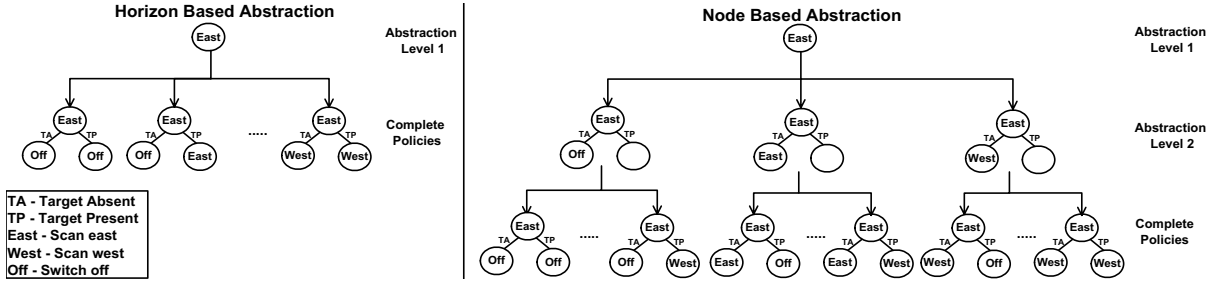 Horizon Based Abstraction
East
Abstraction
Level 1
East
East
.....
East
TA TP TA TP TA TP
Off Off Off East West West
Complete
Policies
TA - Target Absent
TP - Target Present
East - Scan east
West - Scan west
Off - Switch off
Node Based Abstraction
East
Abstraction
Level 1
East East East
TA TP TA TP TA TP
Off East West
Abstraction
Level 2
East ..... East East ..... East East ..... East
TA TP TA TP TA TP TA TP TA TP TA TP
Off Off Off West East Off East West West Off West West
Complete
Policies